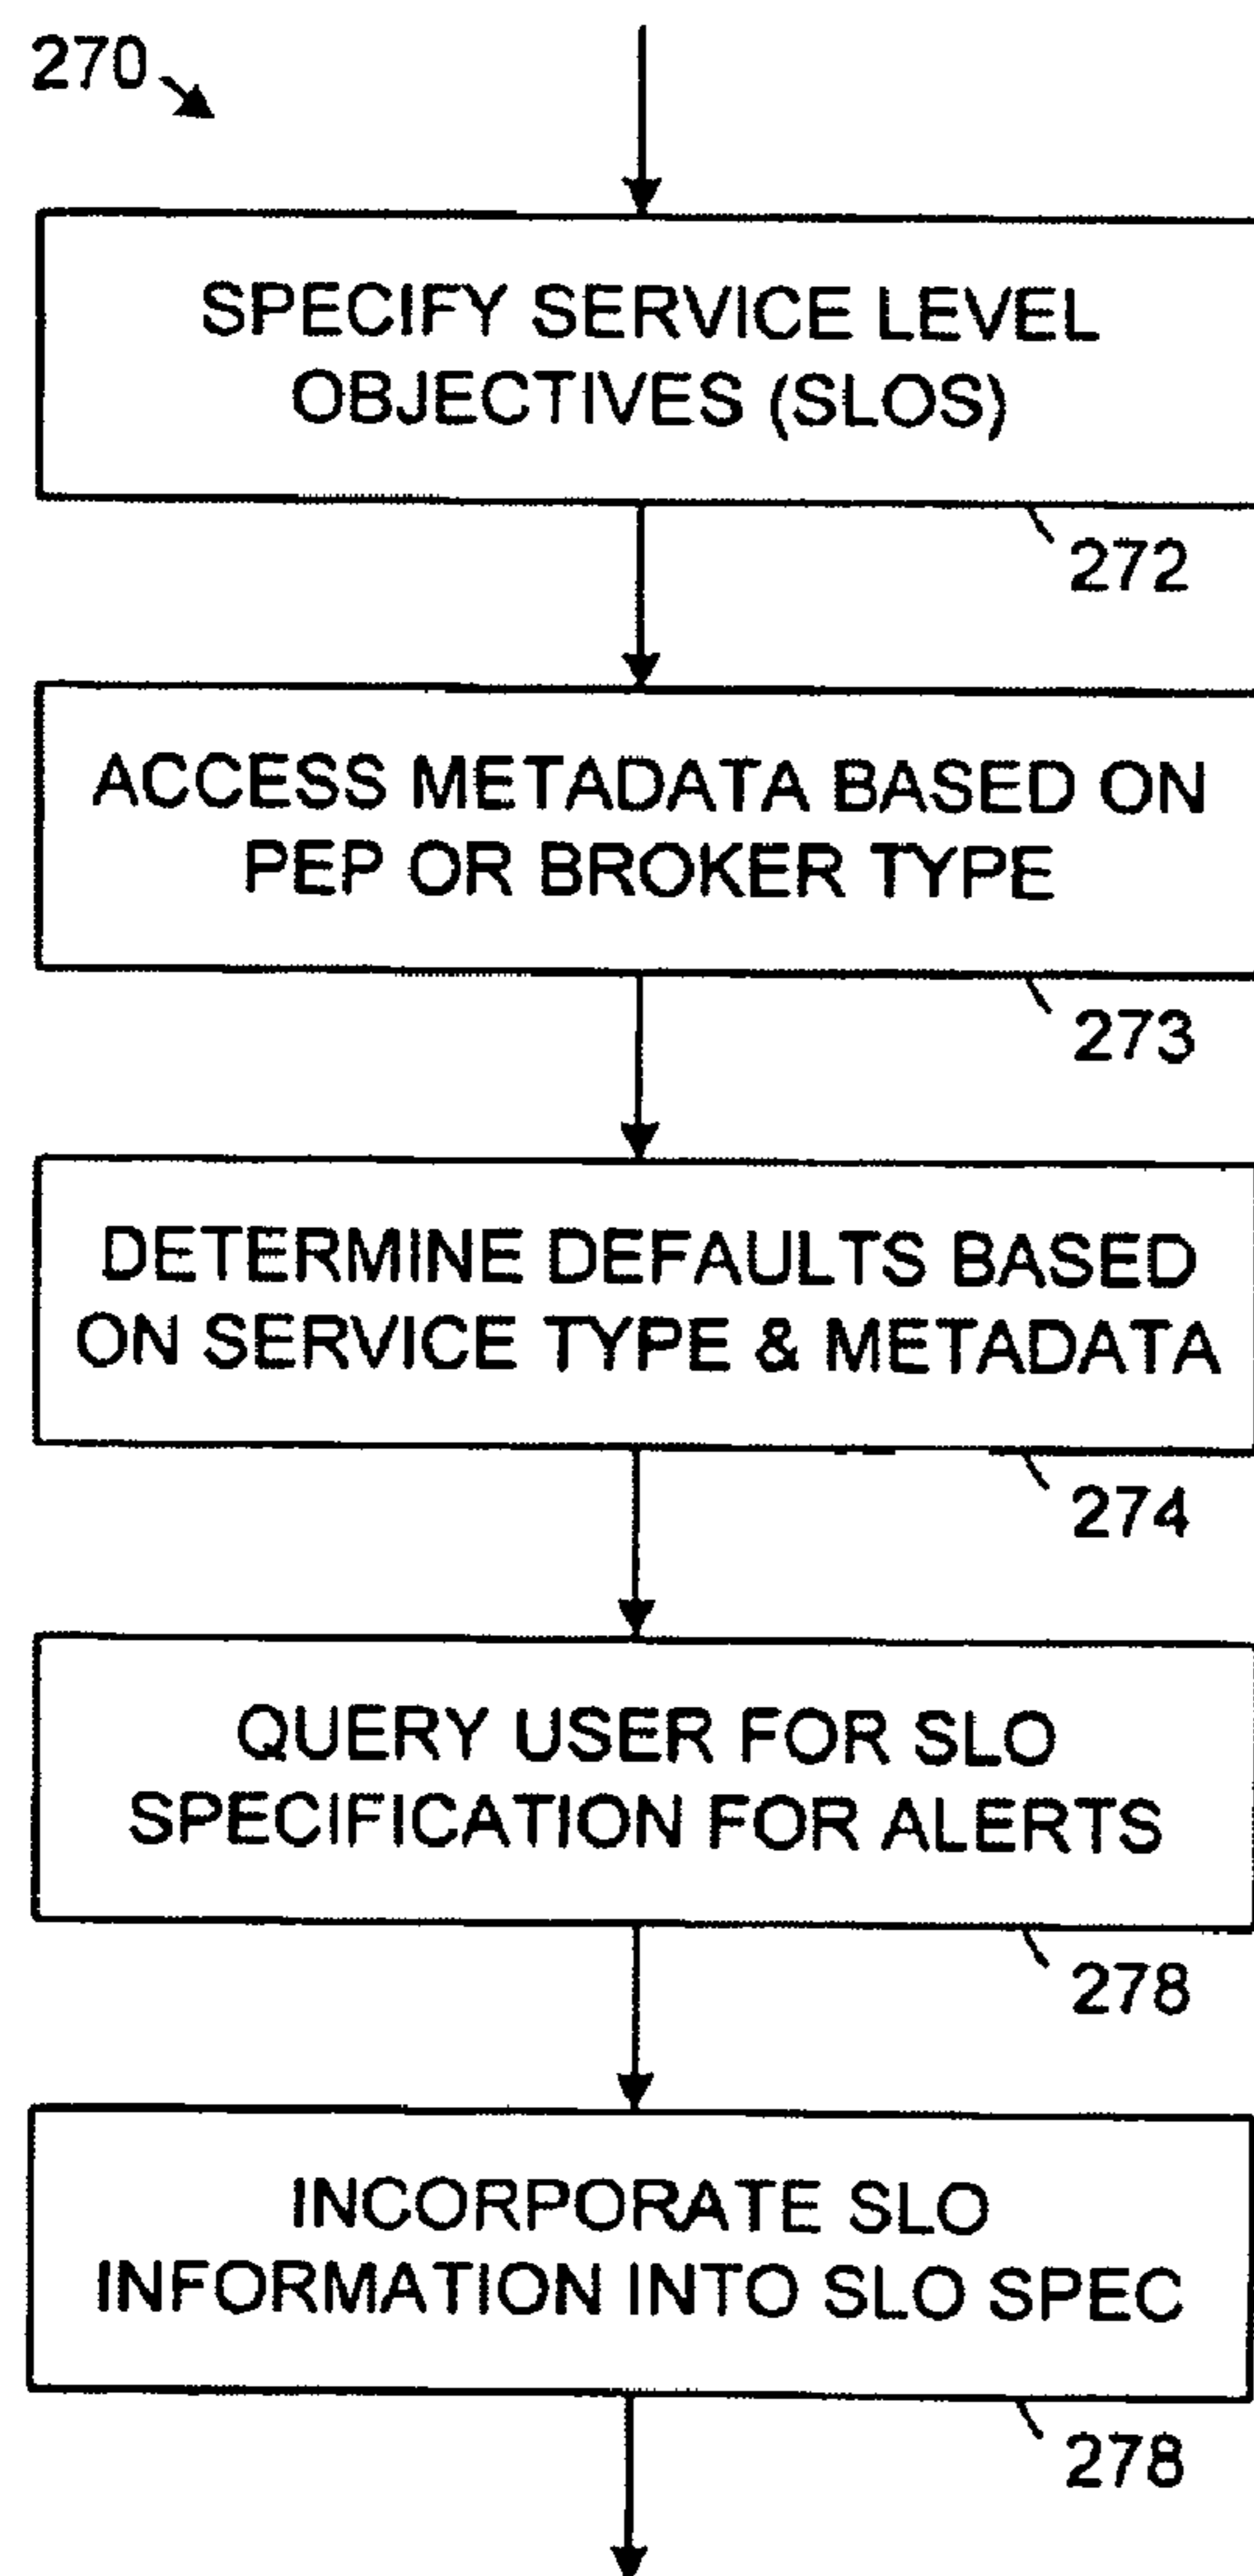 270
SPECIFY SERVICE LEVEL
OBJECTIVES (SLOS)
272
ACCESS METADATA BASED ON
PEP OR BROKER TYPE
273
DETERMINE DEFAULTS BASED
ON SERVICE TYPE & METADATA
274
QUERY USER FOR SLO
SPECIFICATION FOR ALERTS
278
INCORPORATE SLO
INFORMATION INTO SLO SPEC
278